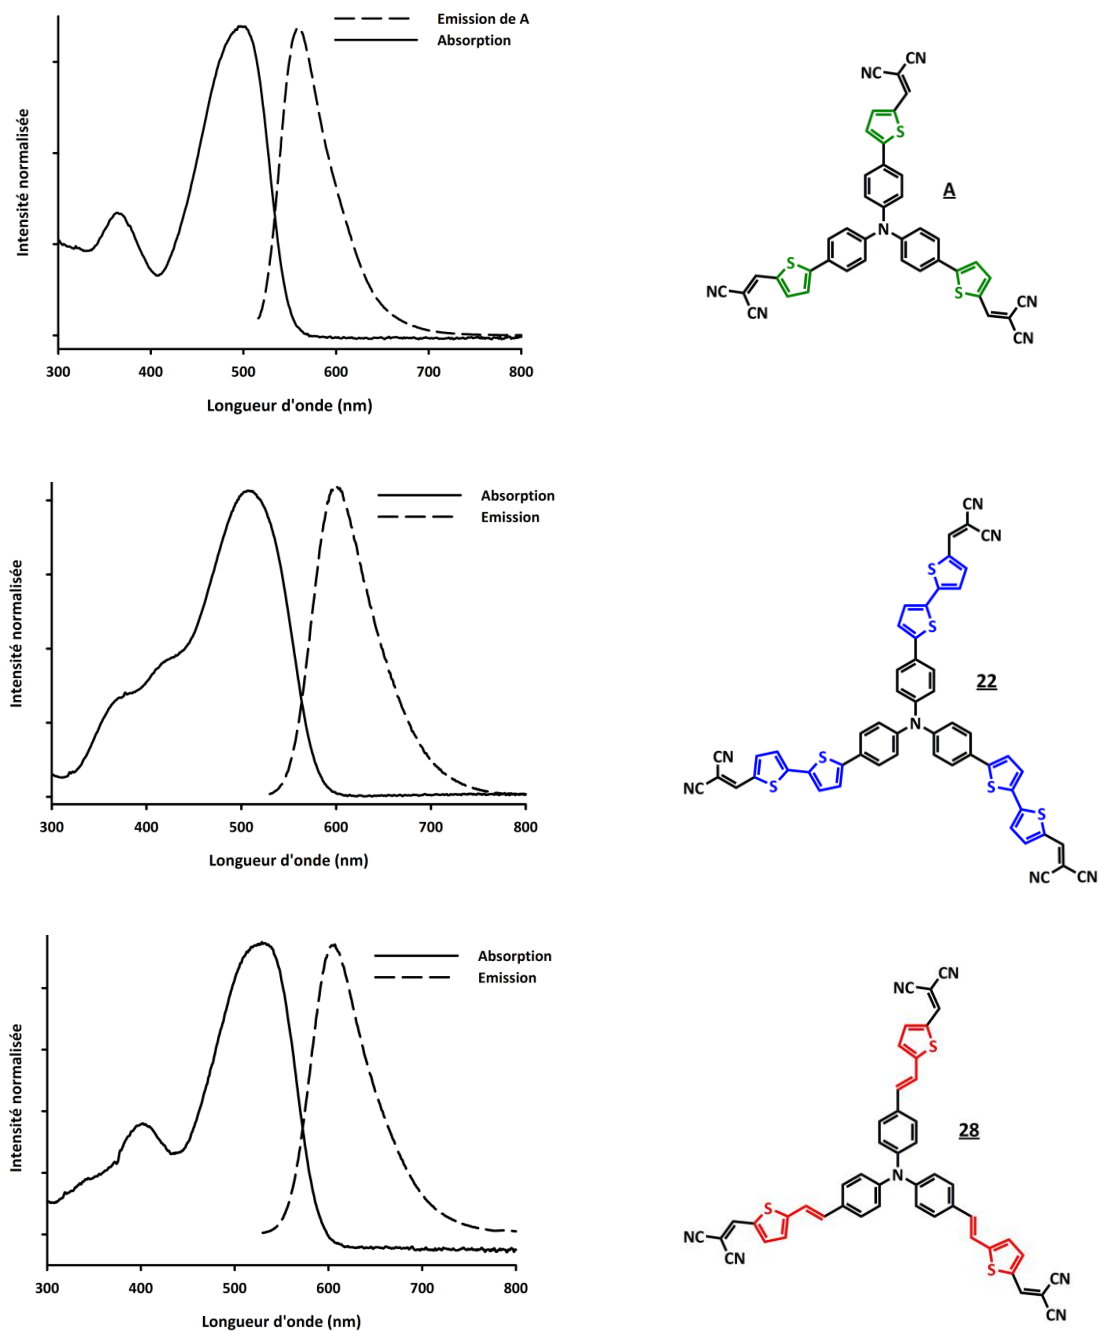 Emission de A
Absorption
Intensité normalisée
300 400 500 600 700 800
Longueur d'onde (nm)
NC CN
S
A
N
S
S
NC
CN
CN
CN
Absorption
Emission
Intensité normalisée
300 400 500 600 700 800
Longueur d'onde (nm)
CN
CN
S
S
22
N
CN
NC
S
S
S
S
NC CN
Absorption
Emission
Intensité normalisée
300 400 500 600 700 800
Longueur d'onde (nm)
NC CN
S
28
N
S
NC
CN
S
CN
CN